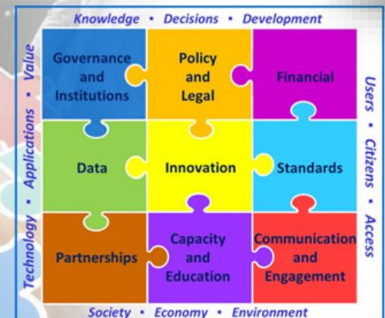 Knowledge • Decisions • Development
Technology • Applications • Value
Governance
and
Institutions
Policy
and
Legal
Financial
Data
Innovation
Standards
Partnerships
Capacity
and
Education
Communication
and
Engagement
Users • Citizens • Access
Society • Economy • Environment